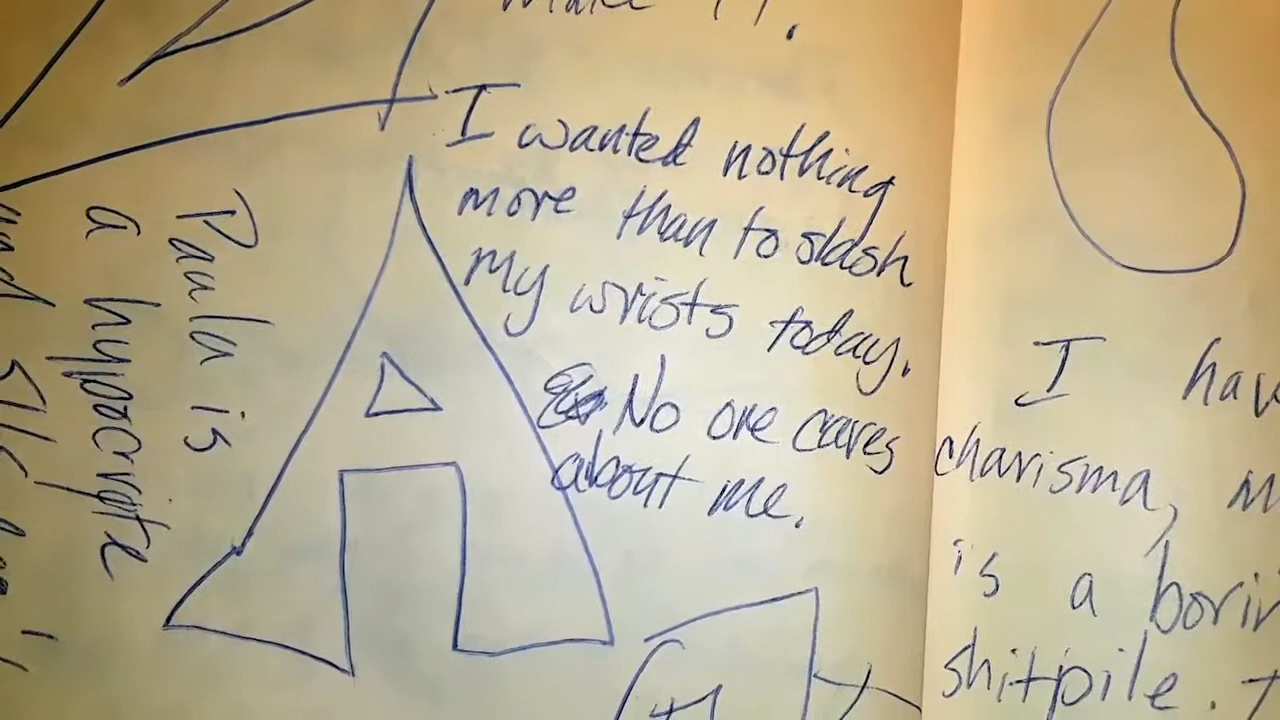 I wanted nothing
more than to slash
my wrists today.
No one cares
about me.
Paula is
a hypocrite
I
charisma,
is a
shitpile.